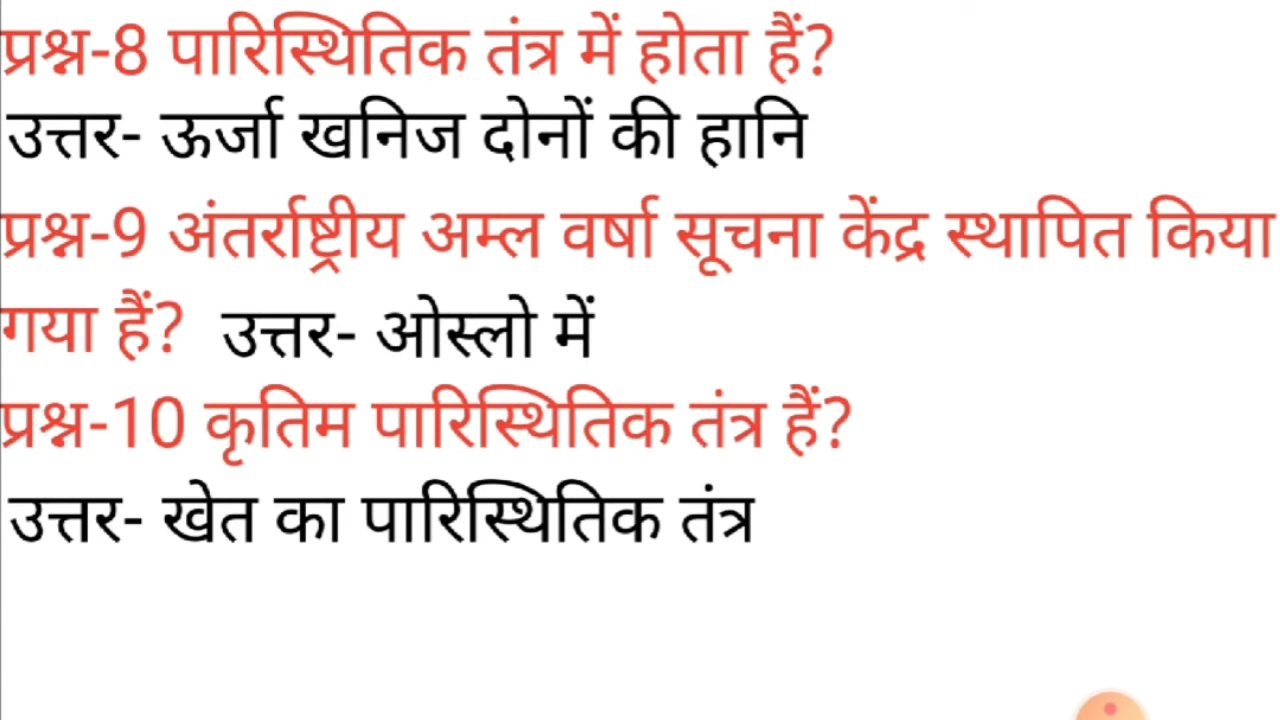 प्रश्न-8 पारिस्थितिक तंत्र में होता हैं?
उत्तर- ऊर्जा खनिज दोनों की हानि
प्रश्न-9 अंतर्राष्ट्रीय अम्ल वर्षा सूचना केंद्र स्थापित किया
गया हैं? उत्तर- ओस्लो में
प्रश्न-10 कृतिम पारिस्थितिक तंत्र हैं?
उत्तर- खेत का पारिस्थितिक तंत्र